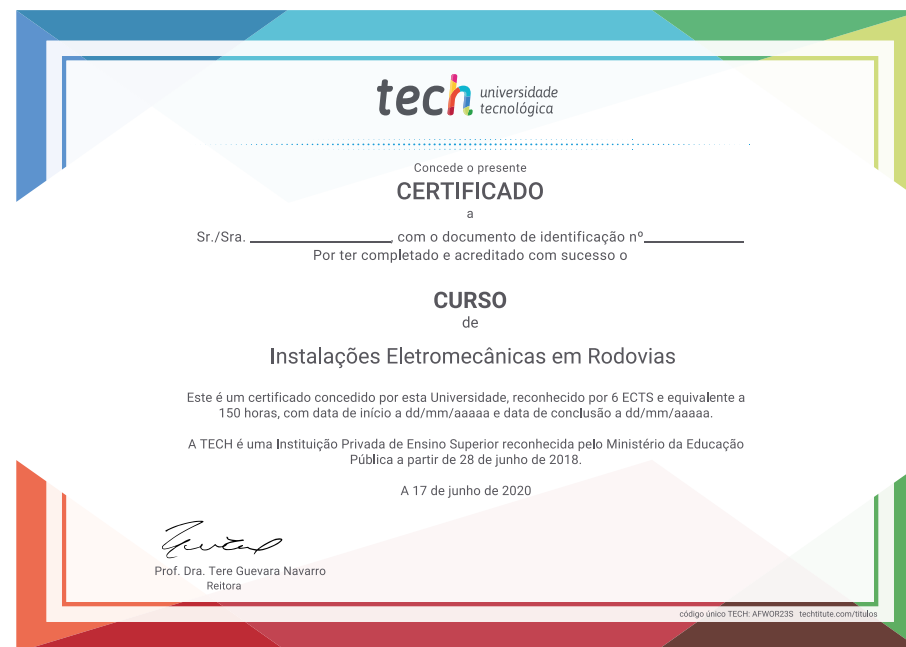 tech universidade
tecnológica
Concede o presente
CERTIFICADO
a
Sr./Sra. ____________, com o documento de identificação nº____________
Por ter completado e acreditado com sucesso o
CURSO
de
Instalações Eletromecânicas em Rodovias
Este é um certificado concedido por esta Universidade, reconhecido por 6 ECTS e equivalente a
150 horas, com data de início a dd/mm/aaaaa e data de conclusão a dd/mm/aaaaa.
A TECH é uma Instituição Privada de Ensino Superior reconhecida pelo Ministério da Educação
Pública a partir de 28 de junho de 2018.
A 17 de junho de 2020
Prof. Dra. Tere Guevara Navarro
Reitora
código único TECH: AFWOR23S techtitute.com/titulos